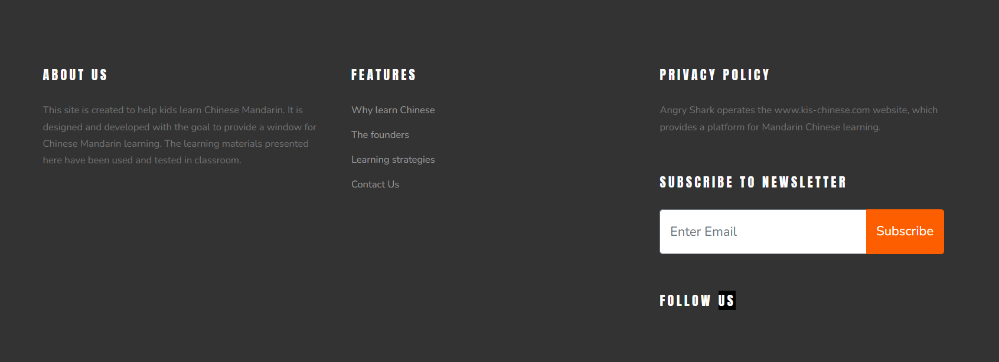 ABOUT US
This site is created to help kids learn Chinese Mandarin. It is
designed and developed with the goal to provide a window for
Chinese Mandarin learning. The learning materials presented
here have been used and tested in classroom.
FEATURES
Why learn Chinese
The founders
Learning strategies
Contact Us
PRIVACY POLICY
Angry Shark operates the www.kis-chinese.com website, which
provides a platform for Mandarin Chinese learning.
SUBSCRIBE TO NEWSLETTER
Enter Email
Subscribe
FOLLOW US